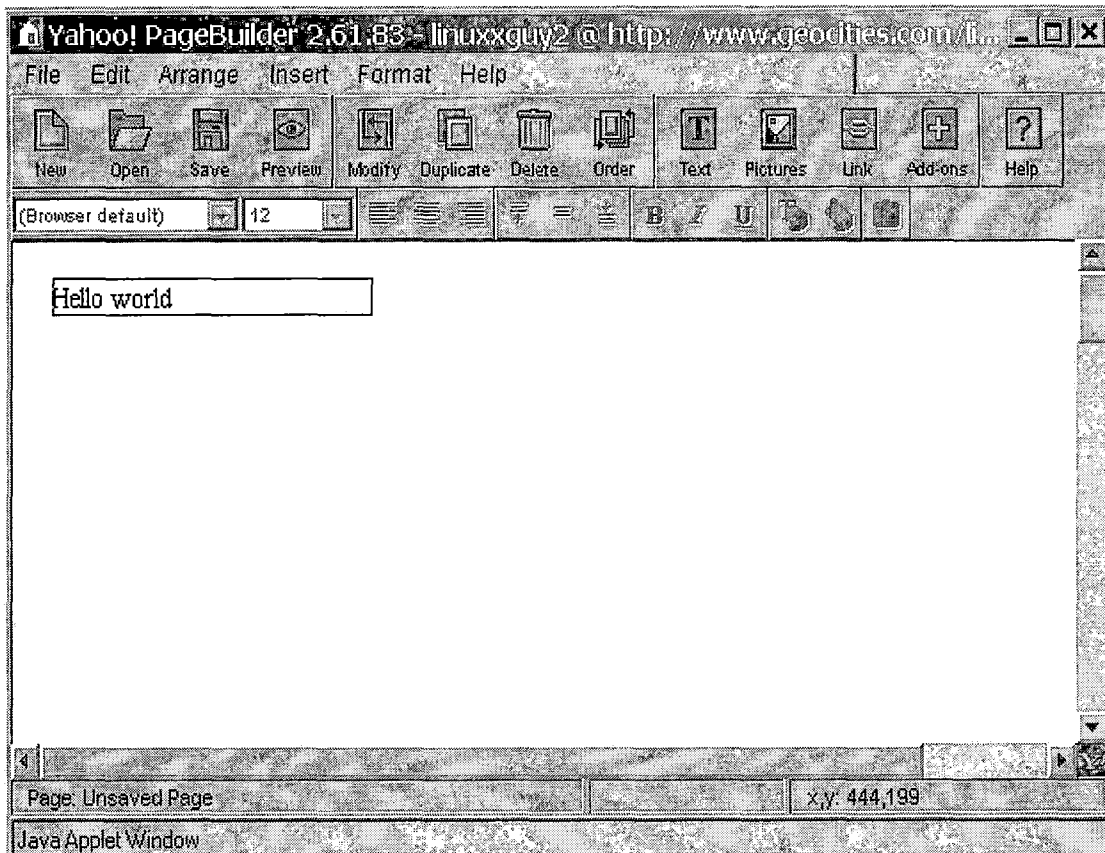 Yahoo! PageBuilder 2.61.83 - linuxxguy2 @ http://www.geocities.com/li...
File Edit Arrange Insert Format Help
New Open Save Preview Modify Duplicate Delete Order Text Pictures Link Add-ons Help
(Browser default) 12 B I U
Hello world
Page: Unsaved Page x,y: 444,199
Java Applet Window